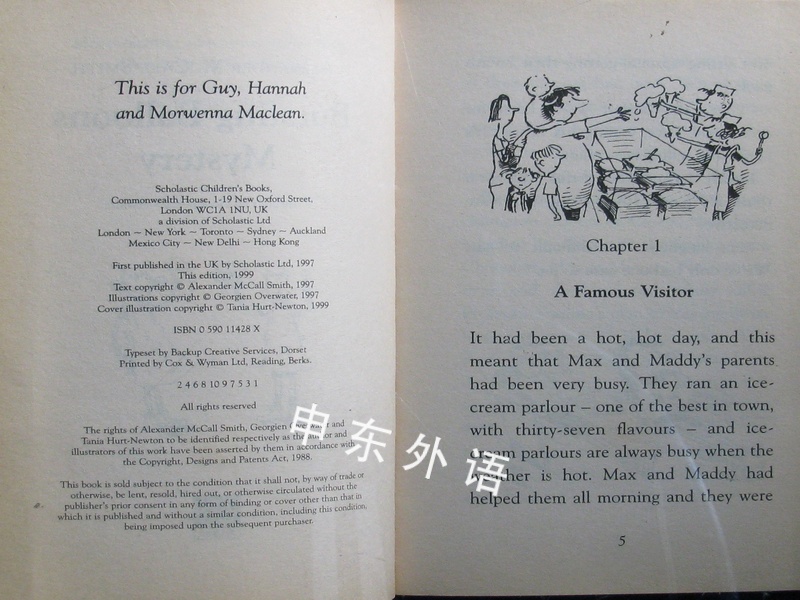 This is for Guy, Hannah
and Morwenna Maclean.
Scholastic Children's Books,
Commonwealth House, 1-19 New Oxford Street,
London WC1A 1NU, UK
a division of Scholastic Ltd
London ~ New York ~ Toronto ~ Sydney ~ Auckland
Mexico City ~ New Delhi ~ Hong Kong
First published in the UK by Scholastic Ltd, 1997
This edition, 1999
Text copyright © Alexander McCall Smith, 1997
Illustrations copyright © Georgien Overwater, 1997
Cover illustration copyright © Tania Hurt-Newton, 1999
ISBN 0 590 11428 X
Typeset by Backup Creative Services, Dorset
Printed by Cox & Wyman Ltd, Reading, Berks.
2 4 6 8 10 9 7 5 3 1
All rights reserved
The rights of Alexander McCall Smith, Georgien Overwater and
Tania Hurt-Newton to be identified respectively as the author and
illustrators of this work have been asserted by them in accordance with
the Copyright, Designs and Patents Act, 1988.
This book is sold subject to the condition that it shall not, by way of trade or
otherwise, be lent, resold, hired out, or otherwise circulated without the
publisher's prior consent in any form of binding or cover other than that in
which it is published and without a similar condition, including this condition,
being imposed upon the subsequent purchaser.
申东外语
Chapter 1
A Famous Visitor
It had been a hot, hot day, and this
meant that Max and Maddy's parents
had been very busy. They ran an ice-
cream parlour – one of the best in town,
with thirty-seven flavours – and ice-
cream parlours are always busy when the
weather is hot. Max and Maddy had
helped them all morning and they were
5